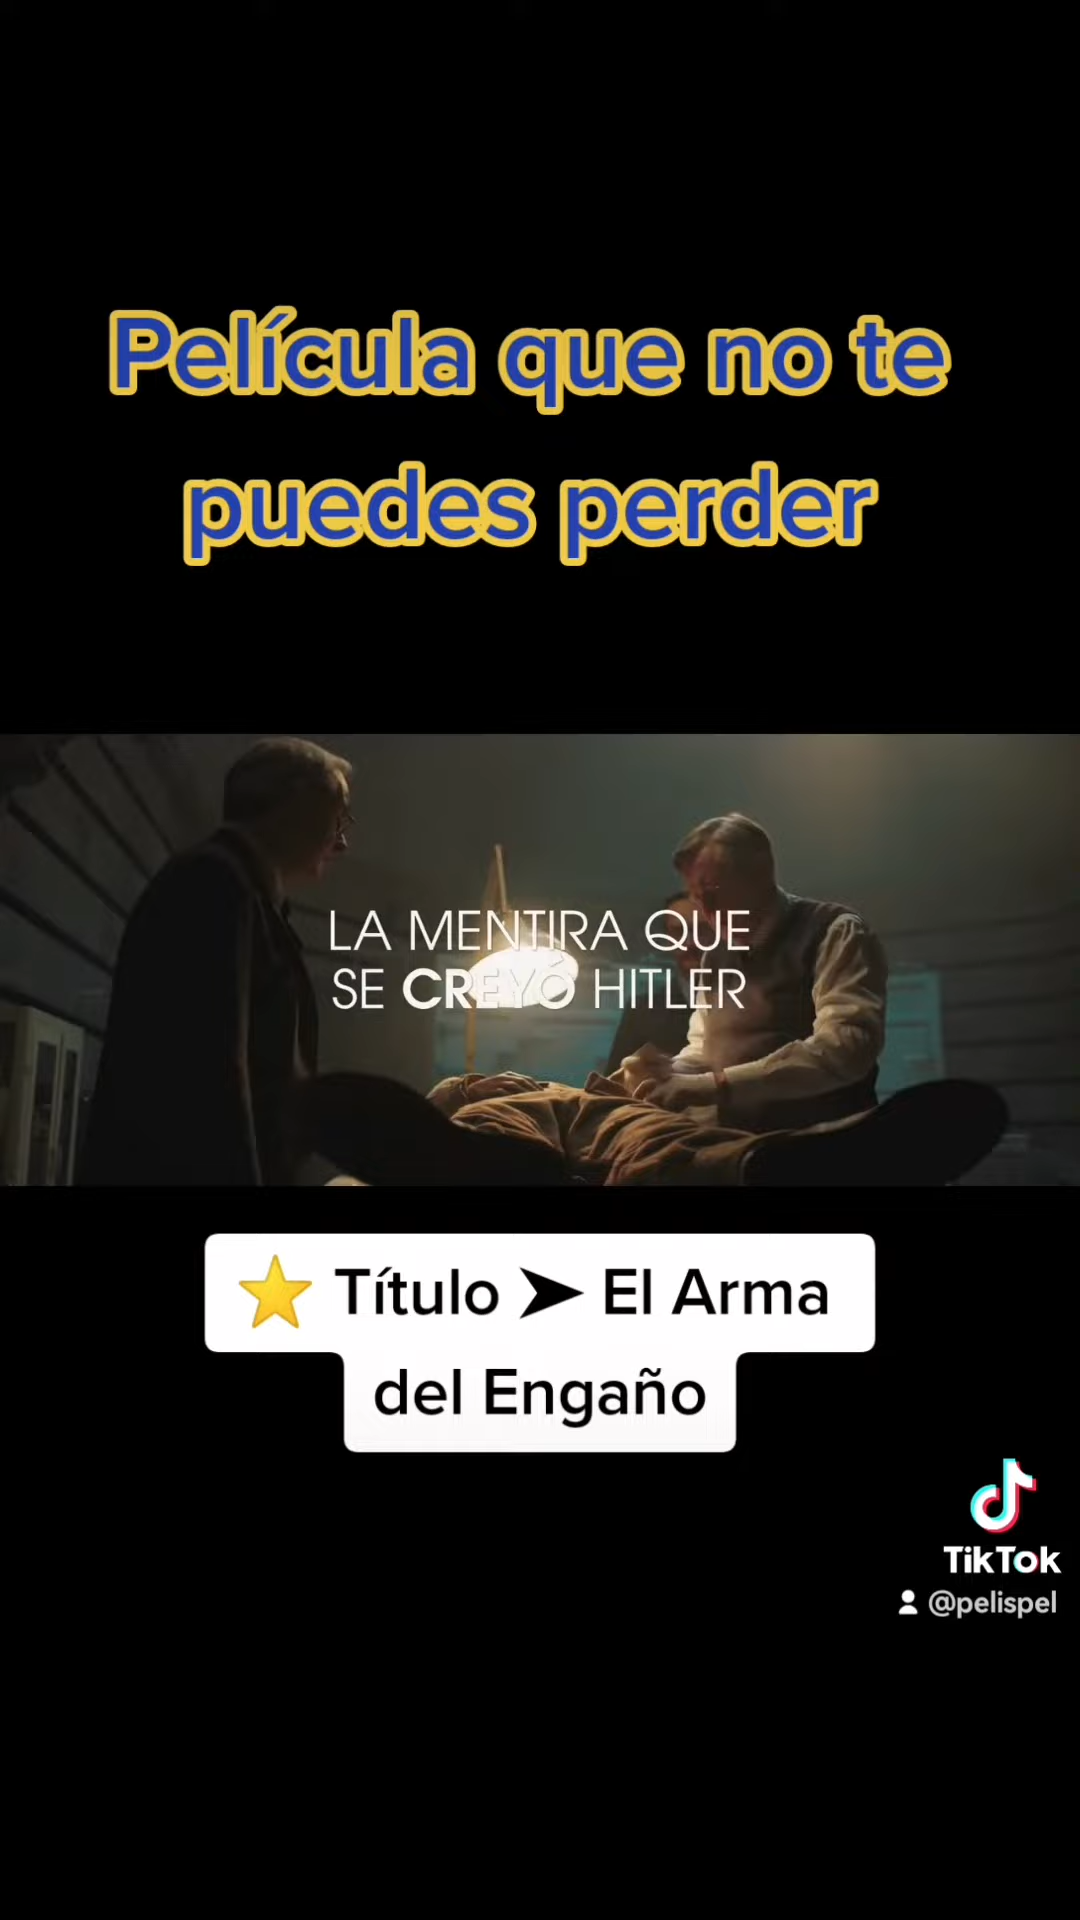 Película que no te
puedes perder
LA MENTIRA QUE
SE CREYÓ HITLER
⭐ Título ➤ El Arma
del Engaño
TikTok
@pelispel